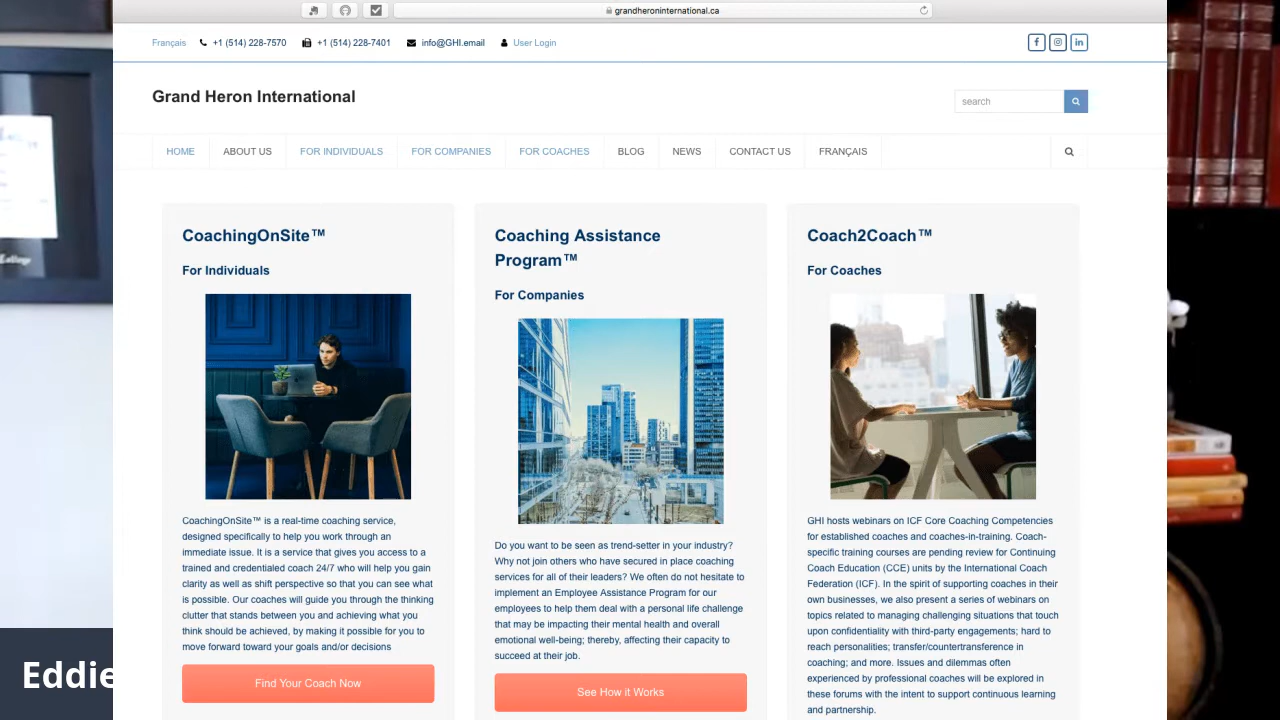 grandheroninternational.ca
Français +1 (514) 228-7570 +1 (514) 228-7401 info@GHI.email User Login
Grand Heron International
search
HOME ABOUT US FOR INDIVIDUALS FOR COMPANIES FOR COACHES BLOG NEWS CONTACT US FRANÇAIS
CoachingOnSite™
For Individuals
CoachingOnSite™ is a real-time coaching service,
designed specifically to help you work through an
immediate issue. It is a service that gives you access to a
trained and credentialed coach 24/7 who will help you gain
clarity as well as shift perspective so that you can see what
is possible. Our coaches will guide you through the thinking
clutter that stands between you and achieving what you
think should be achieved, by making it possible for you to
move forward toward your goals and/or decisions
Find Your Coach Now
Coaching Assistance
Program™
For Companies
Do you want to be seen as trend-setter in your industry?
Why not join others who have secured in place coaching
services for all of their leaders? We often do not hesitate to
implement an Employee Assistance Program for our
employees to help them deal with a personal life challenge
that may be impacting their mental health and overall
emotional well-being; thereby, affecting their capacity to
succeed at their job.
See How it Works
Coach2Coach™
For Coaches
GHI hosts webinars on ICF Core Coaching Competencies
for established coaches and coaches-in-training. Coach-
specific training courses are pending review for Continuing
Coach Education (CCE) units by the International Coach
Federation (ICF). In the spirit of supporting coaches in their
own businesses, we also present a series of webinars on
topics related to managing challenging situations that touch
upon confidentiality with third-party engagements; hard to
reach personalities; transfer/countertransference in
coaching; and more. Issues and dilemmas often
experienced by professional coaches will be explored in
these forums with the intent to support continuous learning
and partnership.
Eddie